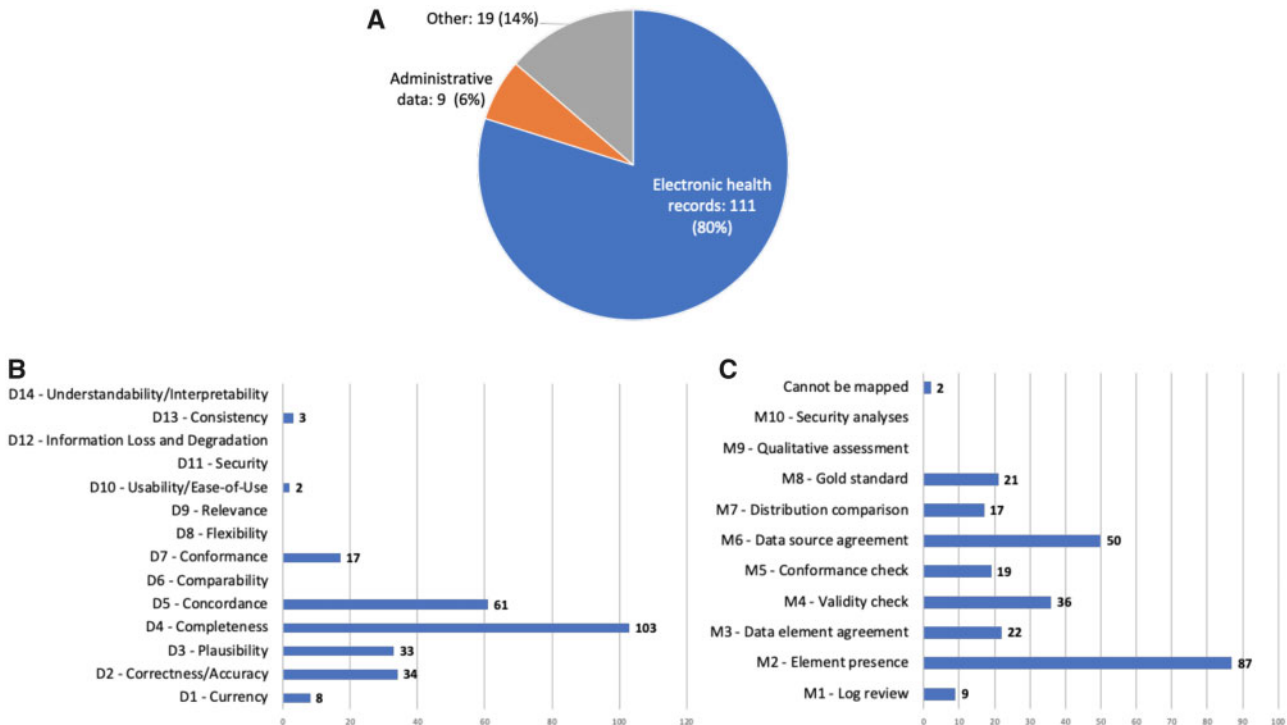 A
Other: 19 (14%)
Administrative
data: 9 (6%)
Electronic health
records: 111
(80%)
B
D14 - Understandability/Interpretability
D13 - Consistency 3
D12 - Information Loss and Degradation
D11 - Security
D10 - Usability/Ease-of-Use 2
D9 - Relevance
D8 - Flexibility
D7 - Conformance 17
D6 - Comparability
D5 - Concordance 61
D4 - Completeness 103
D3 - Plausibility 33
D2 - Correctness/Accuracy 34
D1 - Currency 8
0 20 40 60 80 100 120
C
Cannot be mapped 2
M10 - Security analyses
M9 - Qualitative assessment
M8 - Gold standard 21
M7 - Distribution comparison 17
M6 - Data source agreement 50
M5 - Conformance check 19
M4 - Validity check 36
M3 - Data element agreement 22
M2 - Element presence 87
M1 - Log review 9
0 10 20 30 40 50 60 70 80 90 100